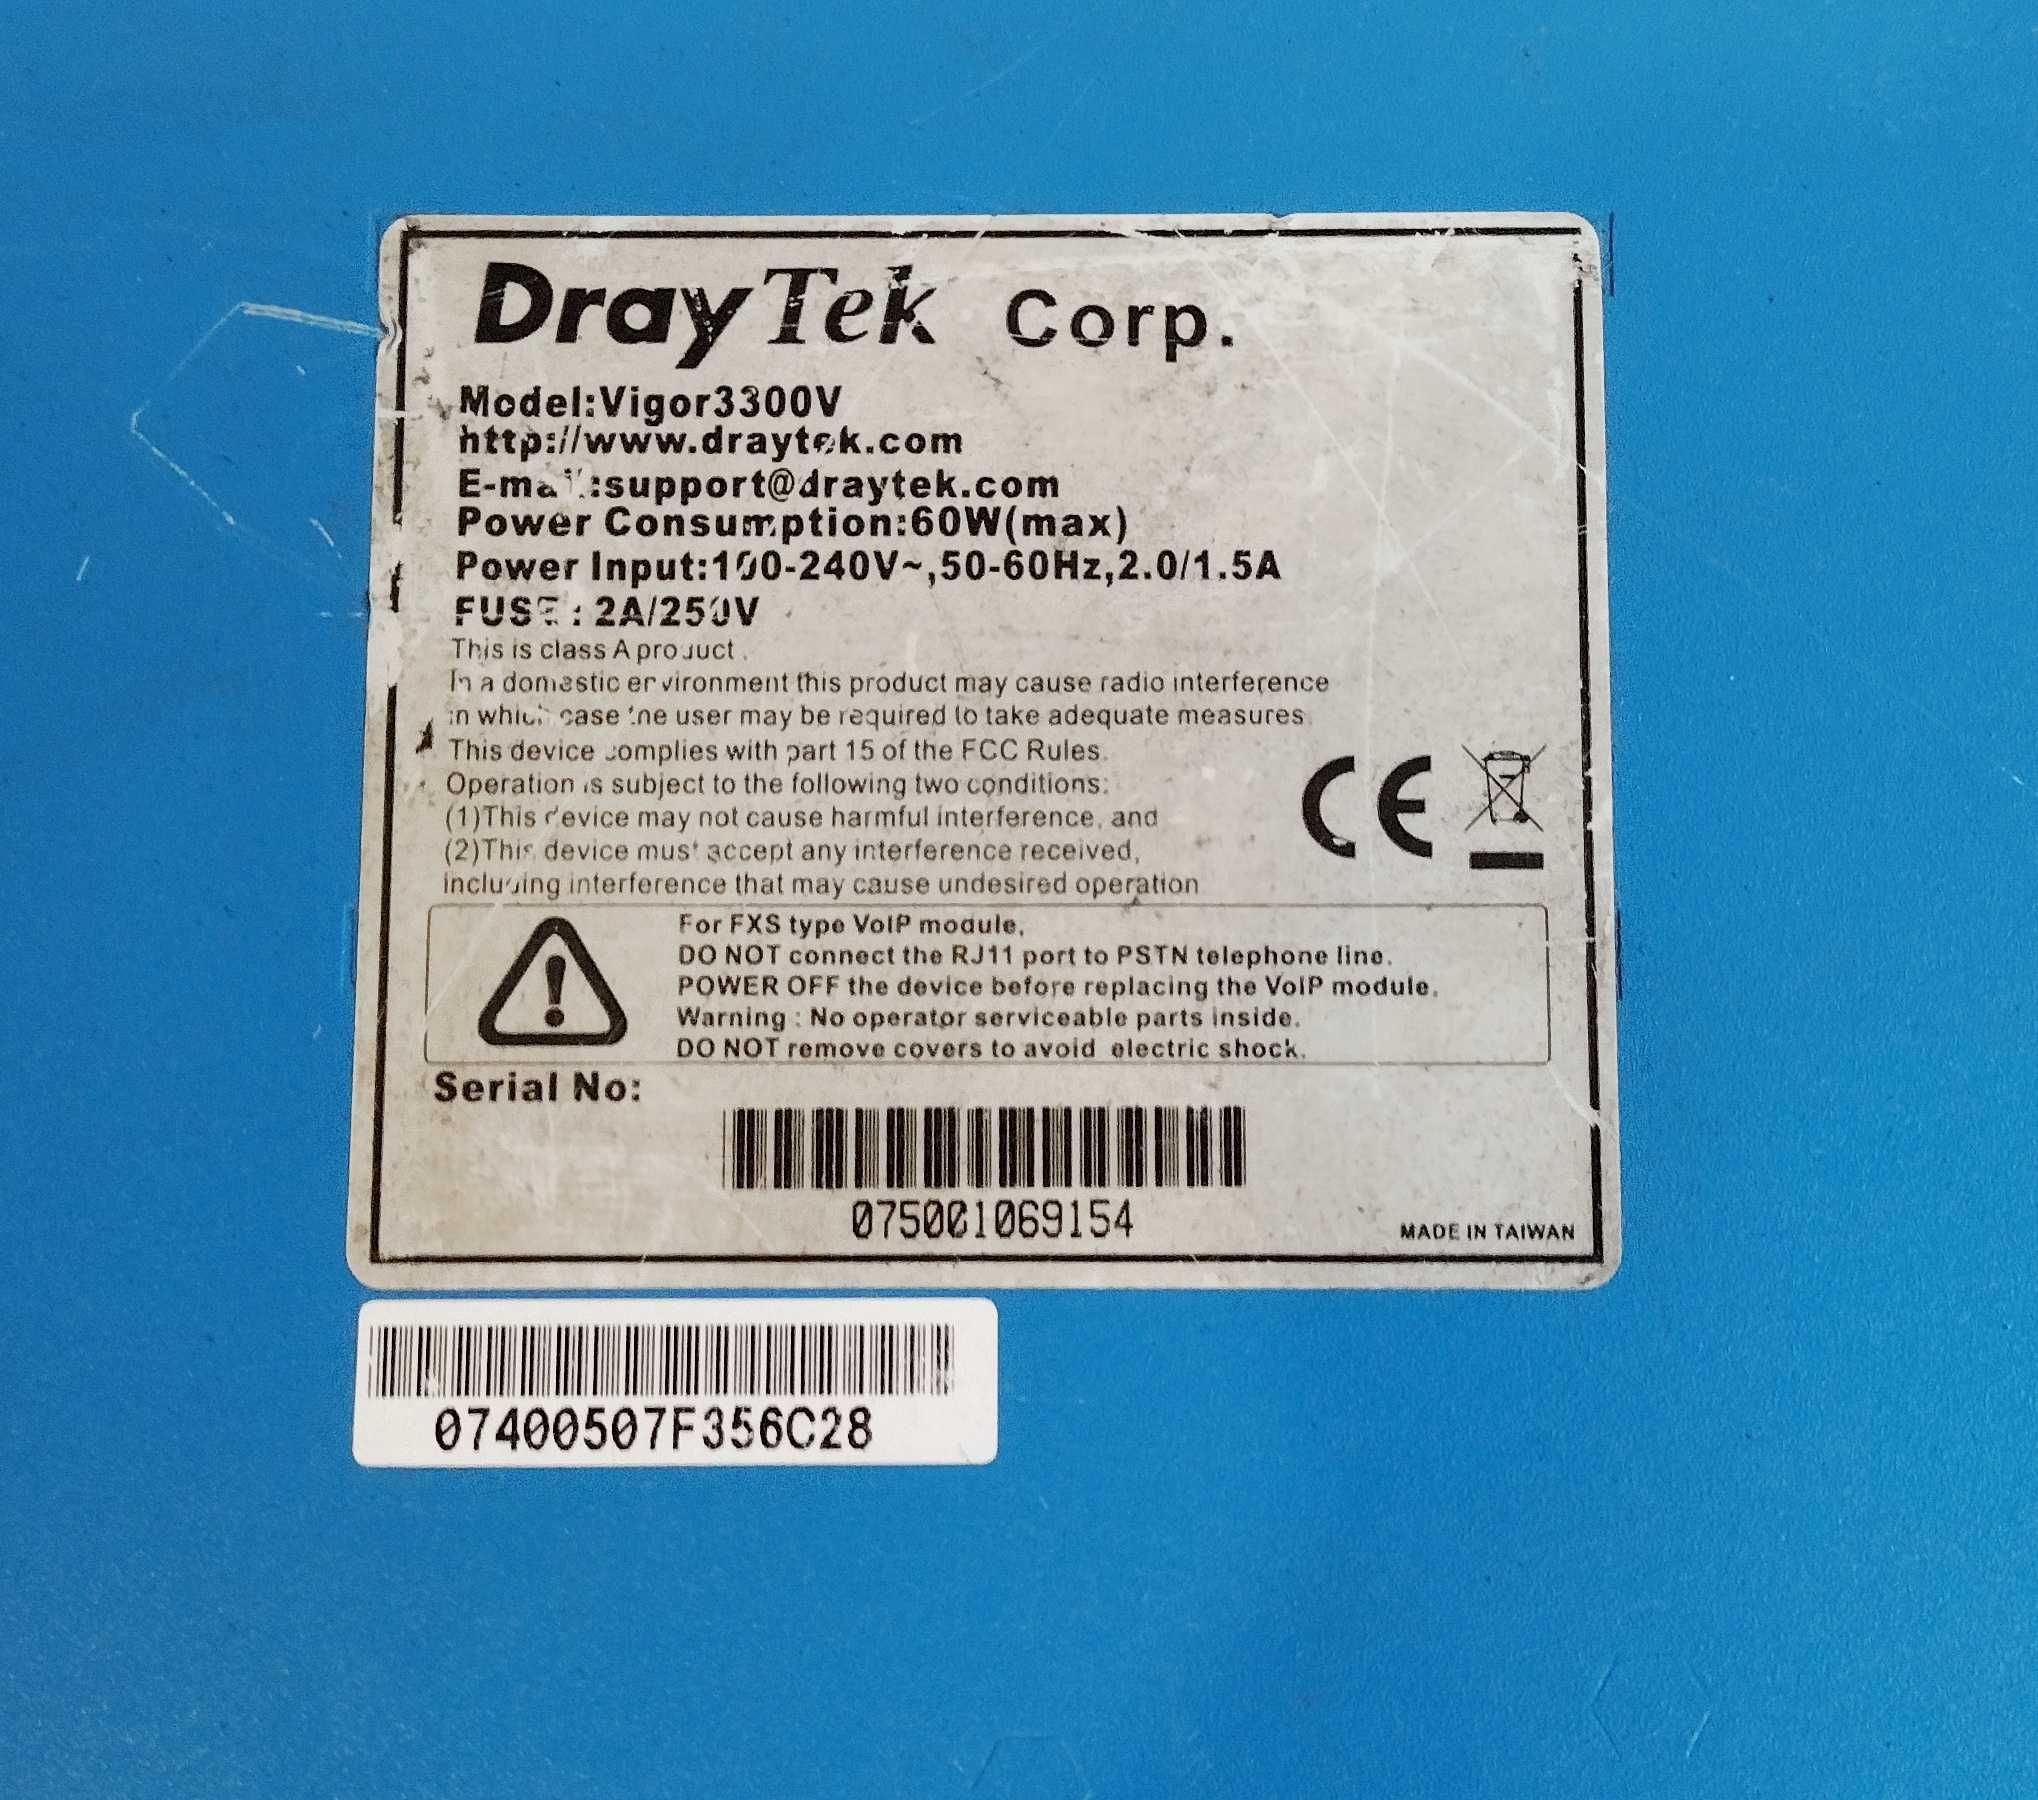 DrayTek Corp.
Model:Vigor3300V
http://www.draytek.com
E-mail:support@draytek.com
Power Consumption:60W(max)
Power Input:100-240V~,50-60Hz,2.0/1.5A
FUSE: 2A/250V
This is class A product.
In a domestic environment this product may cause radio interference
in which case the user may be required to take adequate measures.
This device complies with part 15 of the FCC Rules.
Operation is subject to the following two conditions:
(1)This device may not cause harmful interference, and
(2)This device must accept any interference received,
including interference that may cause undesired operation
CE
For FXS type VoIP module,
DO NOT connect the RJ11 port to PSTN telephone line.
POWER OFF the device before replacing the VoIP module.
Warning : No operator serviceable parts inside.
DO NOT remove covers to avoid electric shock.
Serial No:
075001069154
MADE IN TAIWAN
07400507F356C28